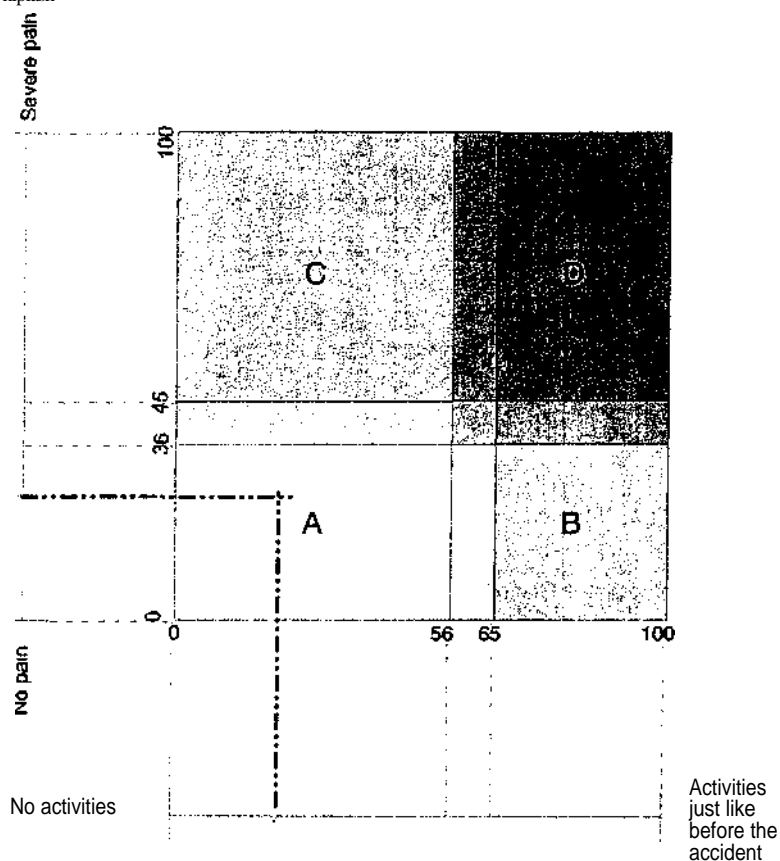 Severe pain
100
C
D
45
36
A
B
0
0 56 65 100
No pain
No activities
Activities
just like
before the
accident